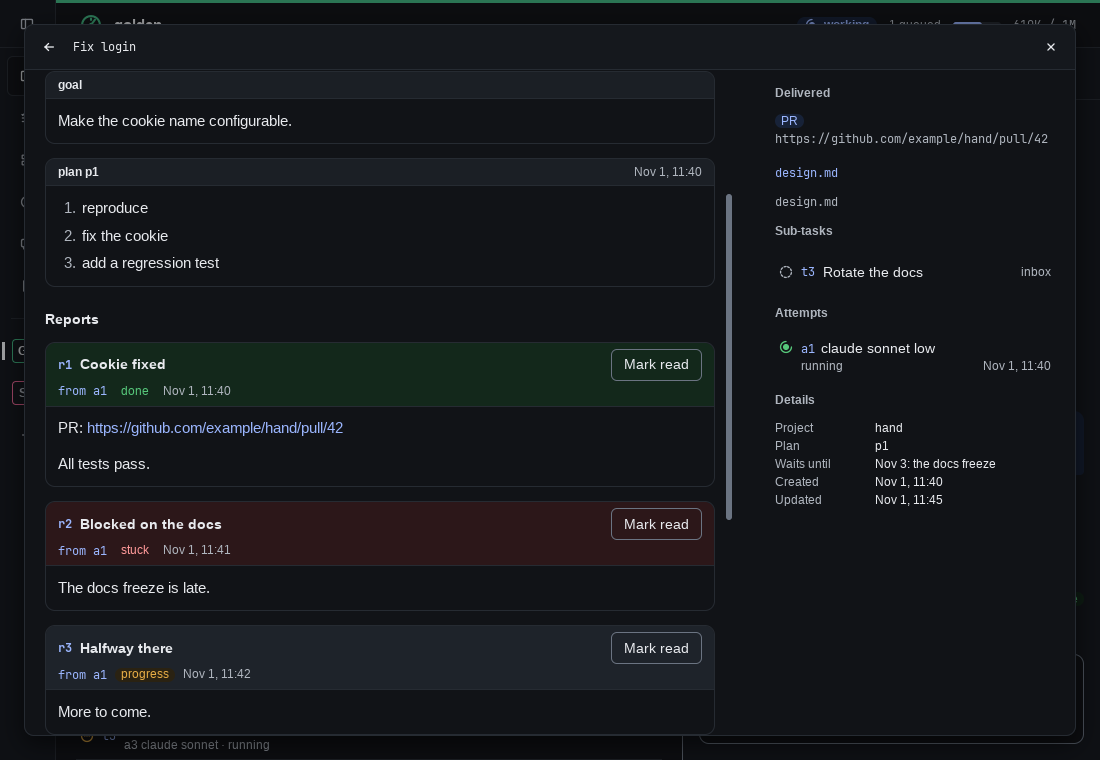 golden
working
1 queued
610K / 1M
Fix login
goal
Make the cookie name configurable.
plan p1
Nov 1, 11:40
1. reproduce
2. fix the cookie
3. add a regression test
Reports
r1 Cookie fixed
Mark read
from a1 done Nov 1, 11:40
PR: https://github.com/example/hand/pull/42
All tests pass.
r2 Blocked on the docs
Mark read
from a1 stuck Nov 1, 11:41
The docs freeze is late.
r3 Halfway there
Mark read
from a1 progress Nov 1, 11:42
More to come.
Delivered
PR
https://github.com/example/hand/pull/42
design.md
design.md
Sub-tasks
t3 Rotate the docs inbox
Attempts
a1 claude sonnet low
running Nov 1, 11:40
Details
Project hand
Plan p1
Waits until Nov 3: the docs freeze
Created Nov 1, 11:40
Updated Nov 1, 11:45
a3 claude sonnet · running